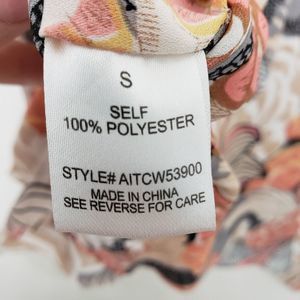 S
SELF
100% POLYESTER
STYLE# AITCW53900
MADE IN CHINA
SEE REVERSE FOR CARE